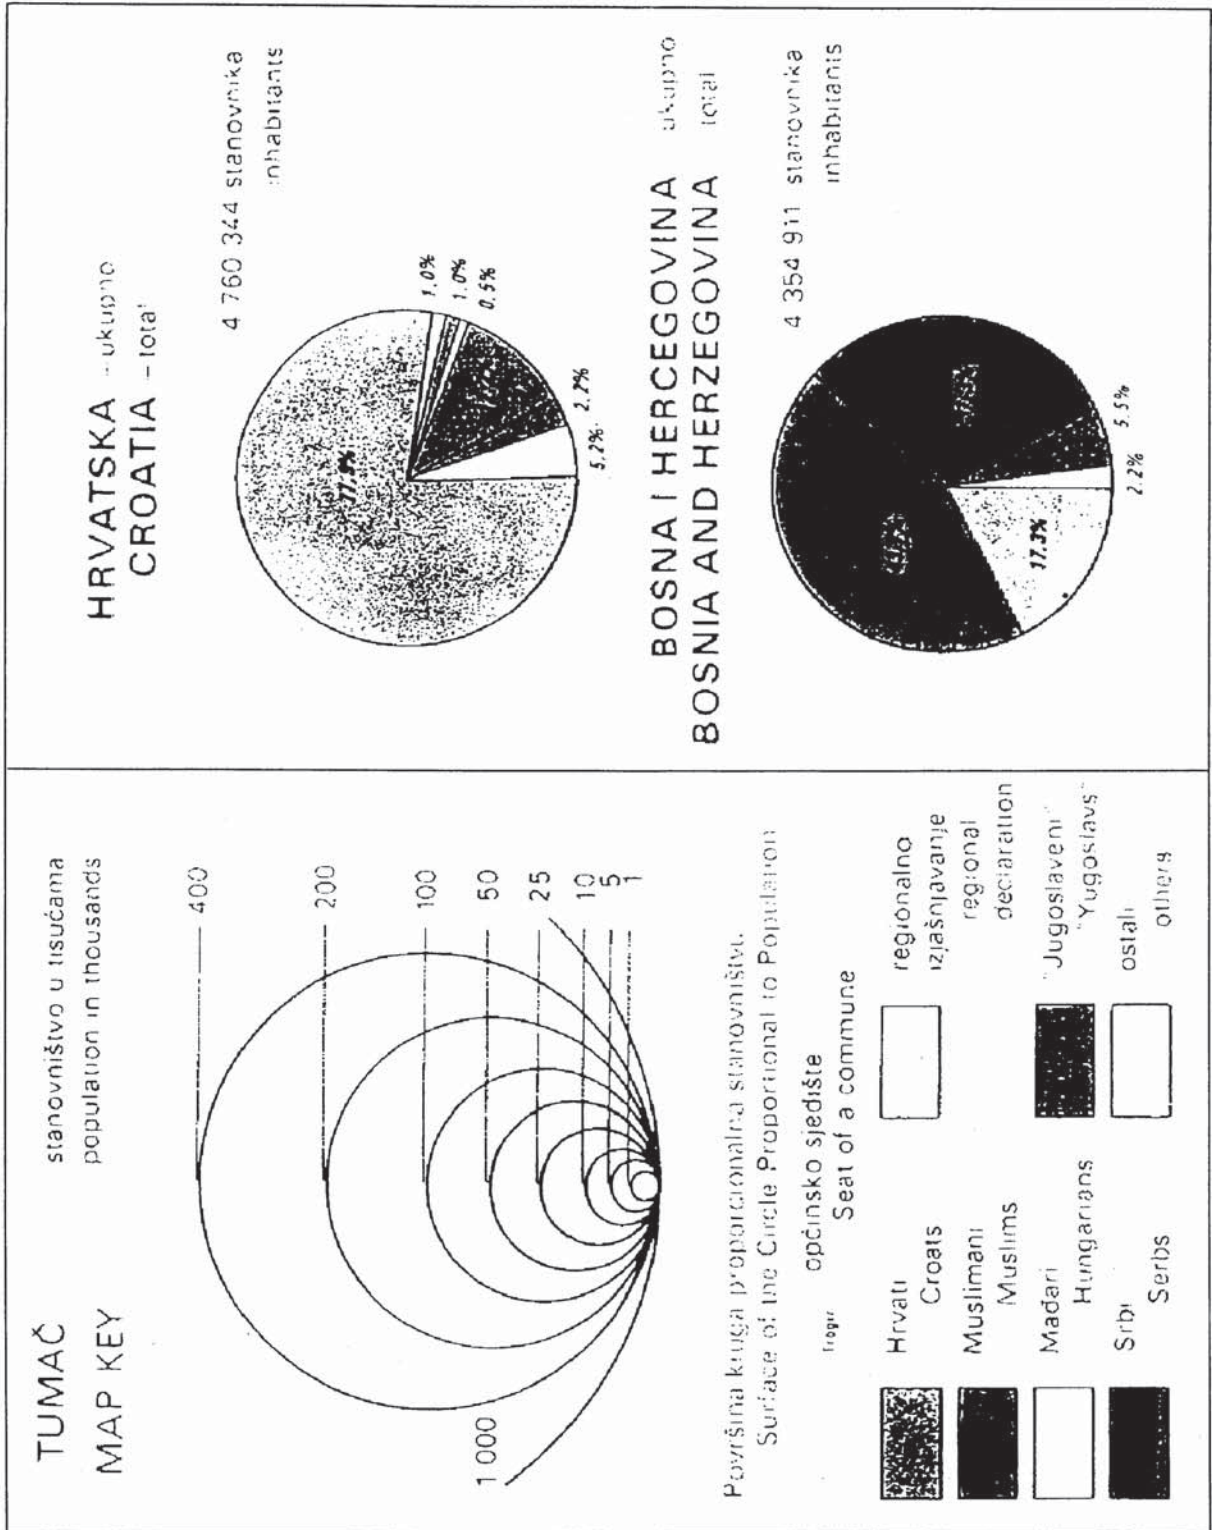 TUMAČ
MAP KEY
stanovništvo u tisućama
population in thousands
400
200
100
50
25
10
5
1
1 000
Površina kruga proporcionalna stanovništvu.
Surface of the Circle Proportional to Population
Trogir
općinsko sjedište
Seat of a commune
Hrvati
Croats
Muslimani
Muslims
Mađari
Hungarians
Srbi
Serbs
regionalno
izjašnjavanje
regional
declaration
"Jugoslaveni"
"Yugoslavs"
ostali
others
HRVATSKA – ukupno
CROATIA – total
4 760 344 stanovnika
inhabitants
77.9%
1.0%
1.0%
0.5%
2.2%
5.2%
BOSNA I HERCEGOVINA ukupno
BOSNIA AND HERZEGOVINA total
4 354 911 stanovnika
inhabitants
17.3%
5.5%
2.2%